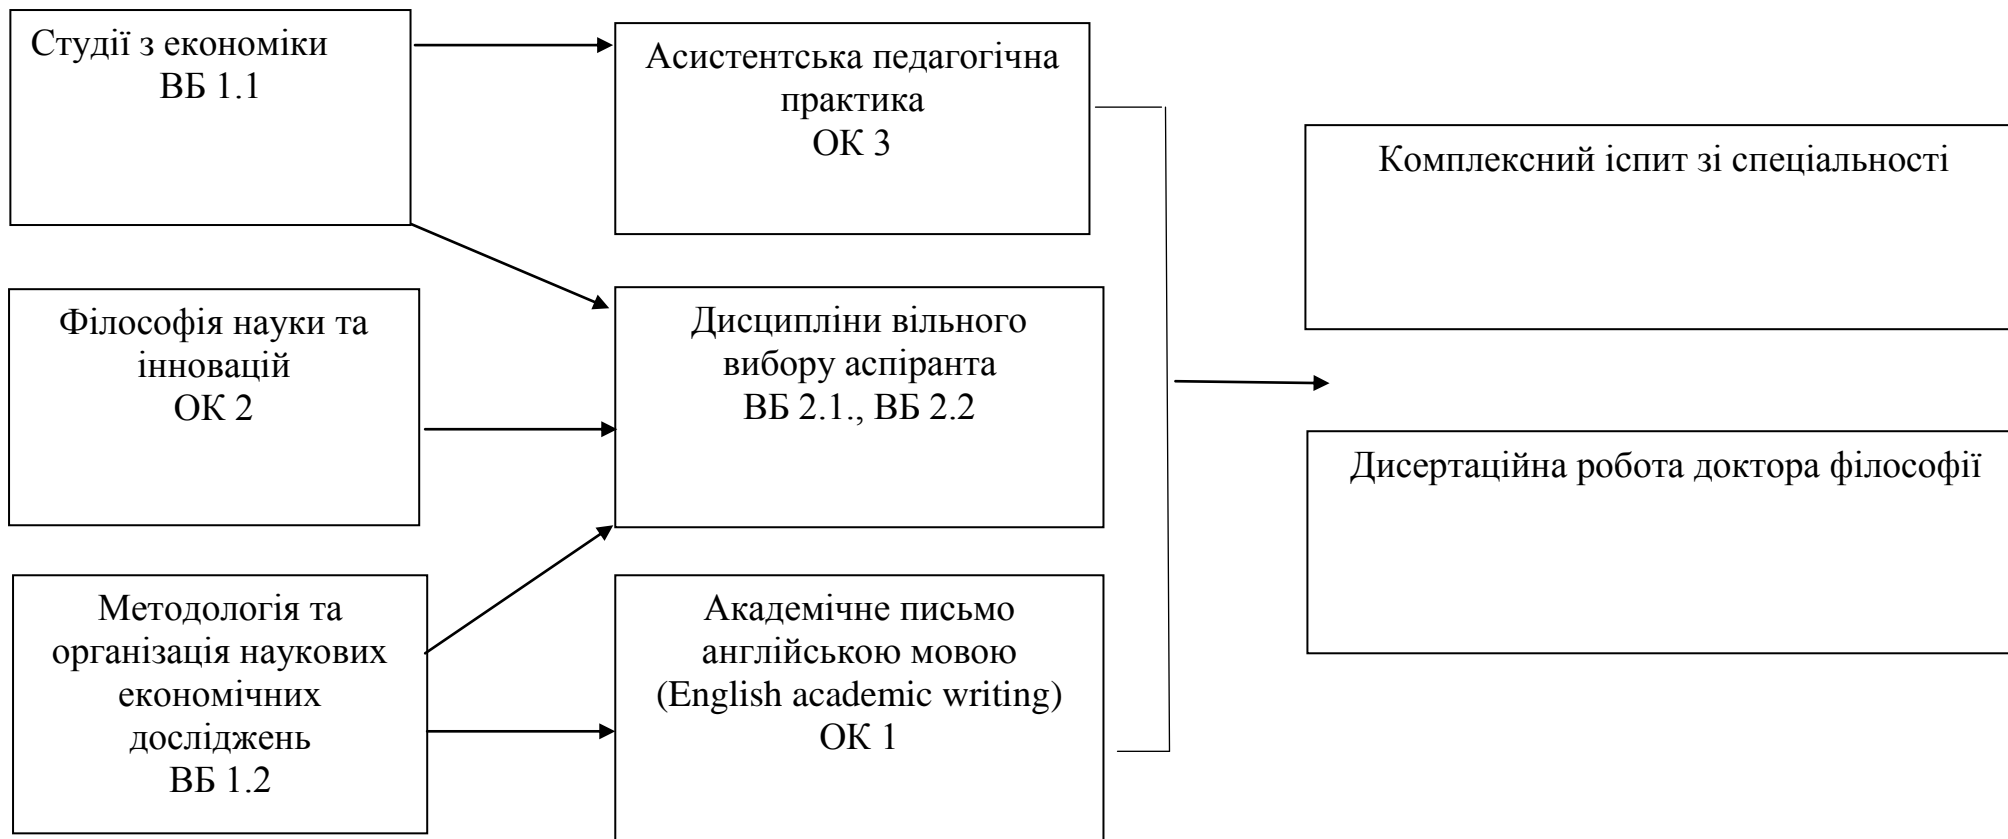 Студії з економіки
ВБ 1.1
Асистентська педагогічна
практика
ОК 3
Комплексний іспит зі спеціальності
Філософія науки та
інновацій
ОК 2
Дисципліни вільного
вибору аспіранта
ВБ 2.1., ВБ 2.2
Дисертаційна робота доктора філософії
Методологія та
організація наукових
економічних
досліджень
ВБ 1.2
Академічне письмо
англійською мовою
(English academic writing)
ОК 1